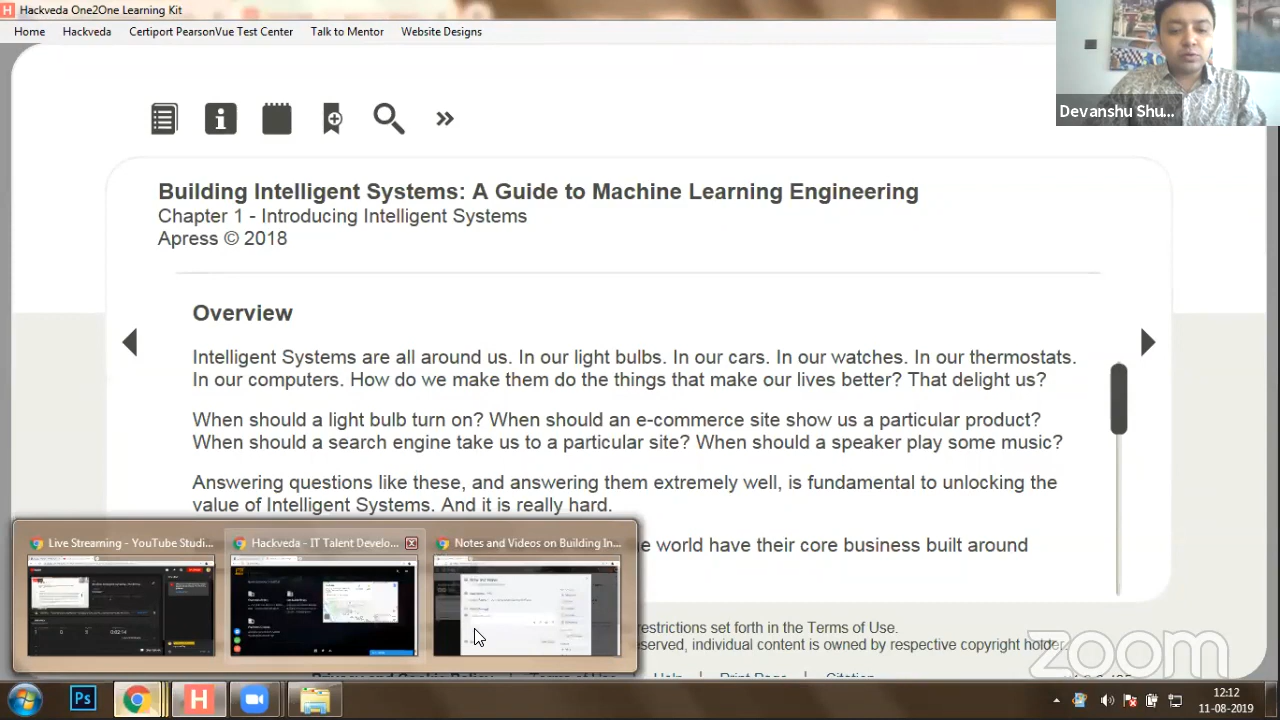 Hackveda One2One Learning Kit
Home Hackveda Certiport PearsonVue Test Center Talk to Mentor Website Designs
Devanshu Shu...
Building Intelligent Systems: A Guide to Machine Learning Engineering
Chapter 1 - Introducing Intelligent Systems
Apress © 2018
Overview
Intelligent Systems are all around us. In our light bulbs. In our cars. In our watches. In our thermostats.
In our computers. How do we make them do the things that make our lives better? That delight us?
When should a light bulb turn on? When should an e-commerce site show us a particular product?
When should a search engine take us to a particular site? When should a speaker play some music?
Answering questions like these, and answering them extremely well, is fundamental to unlocking the
value of Intelligent Systems. And it is really hard.
Live Streaming - YouTube Studi... Hackveda - IT Talent Develo... Notes and Videos on Building In...
e world have their core business built around
estrictions set forth in the Terms of Use.
served, individual content is owned by respective copyright holder
zoom
Ps
H
12:12
11-08-2019